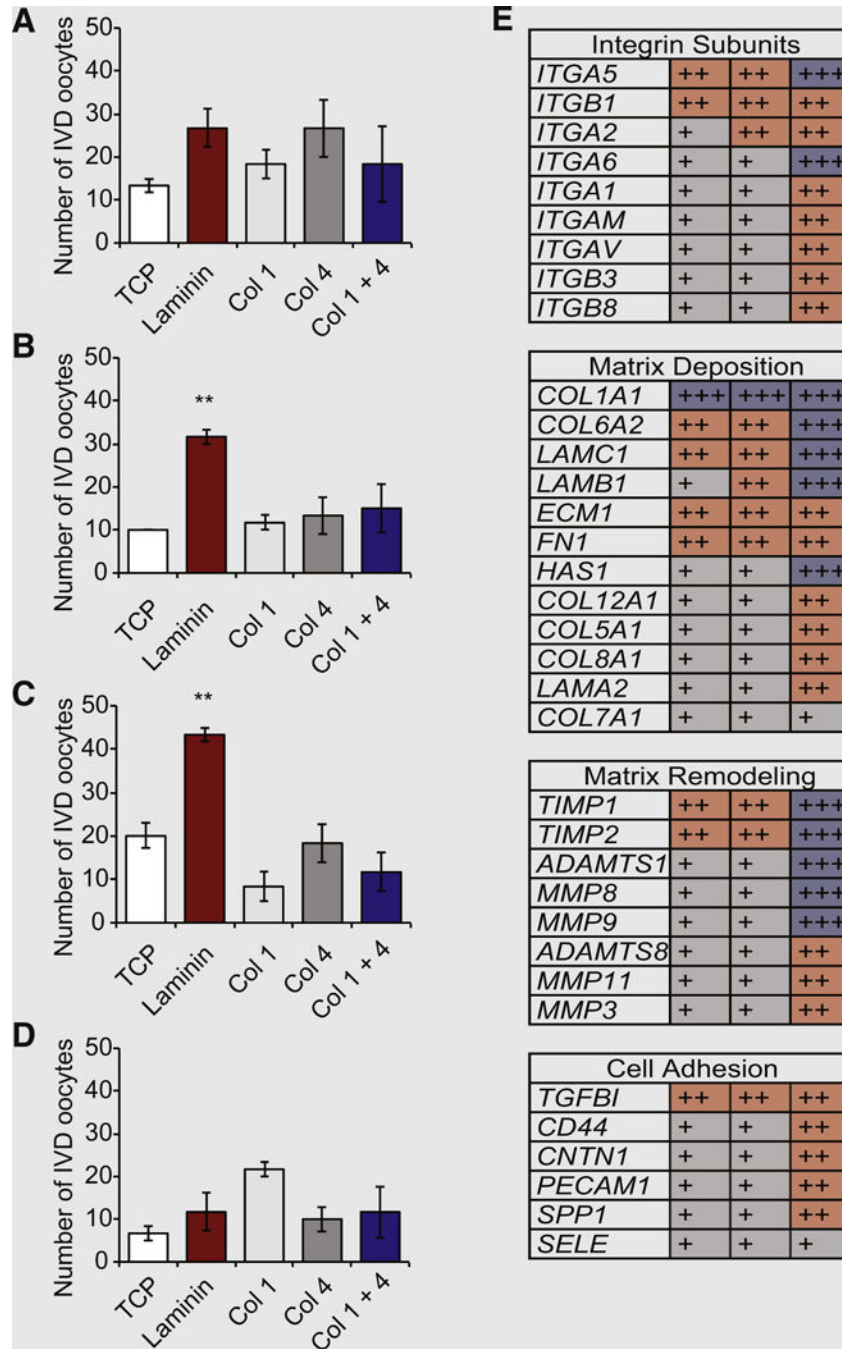 A
Number of IVD oocytes
50
40
30
20
10
0
TCP
Laminin
Col 1
Col 4
Col 1 + 4
B
Number of IVD oocytes
50
40
30
20
10
0
**
TCP
Laminin
Col 1
Col 4
Col 1 + 4
C
Number of IVD oocytes
50
40
30
20
10
0
**
TCP
Laminin
Col 1
Col 4
Col 1 + 4
D
Number of IVD oocytes
50
40
30
20
10
0
TCP
Laminin
Col 1
Col 4
Col 1 + 4
E
Integrin Subunits
ITGA5 ++ ++ +++
ITGB1 ++ ++ ++
ITGA2 + ++ ++
ITGA6 + + +++
ITGA1 + + ++
ITGAM + + ++
ITGAV + + ++
ITGB3 + + ++
ITGB8 + + ++
Matrix Deposition
COL1A1 +++ +++ +++
COL6A2 ++ ++ +++
LAMC1 ++ ++ +++
LAMB1 + ++ +++
ECM1 ++ ++ ++
FN1 ++ ++ ++
HAS1 + + +++
COL12A1 + + ++
COL5A1 + + ++
COL8A1 + + ++
LAMA2 + + ++
COL7A1 + + +
Matrix Remodeling
TIMP1 ++ ++ +++
TIMP2 ++ ++ +++
ADAMTS1 + + +++
MMP8 + + +++
MMP9 + + +++
ADAMTS8 + + ++
MMP11 + + ++
MMP3 + + ++
Cell Adhesion
TGFBI ++ ++ ++
CD44 + + ++
CNTN1 + + ++
PECAM1 + + ++
SPP1 + + ++
SELE + + +